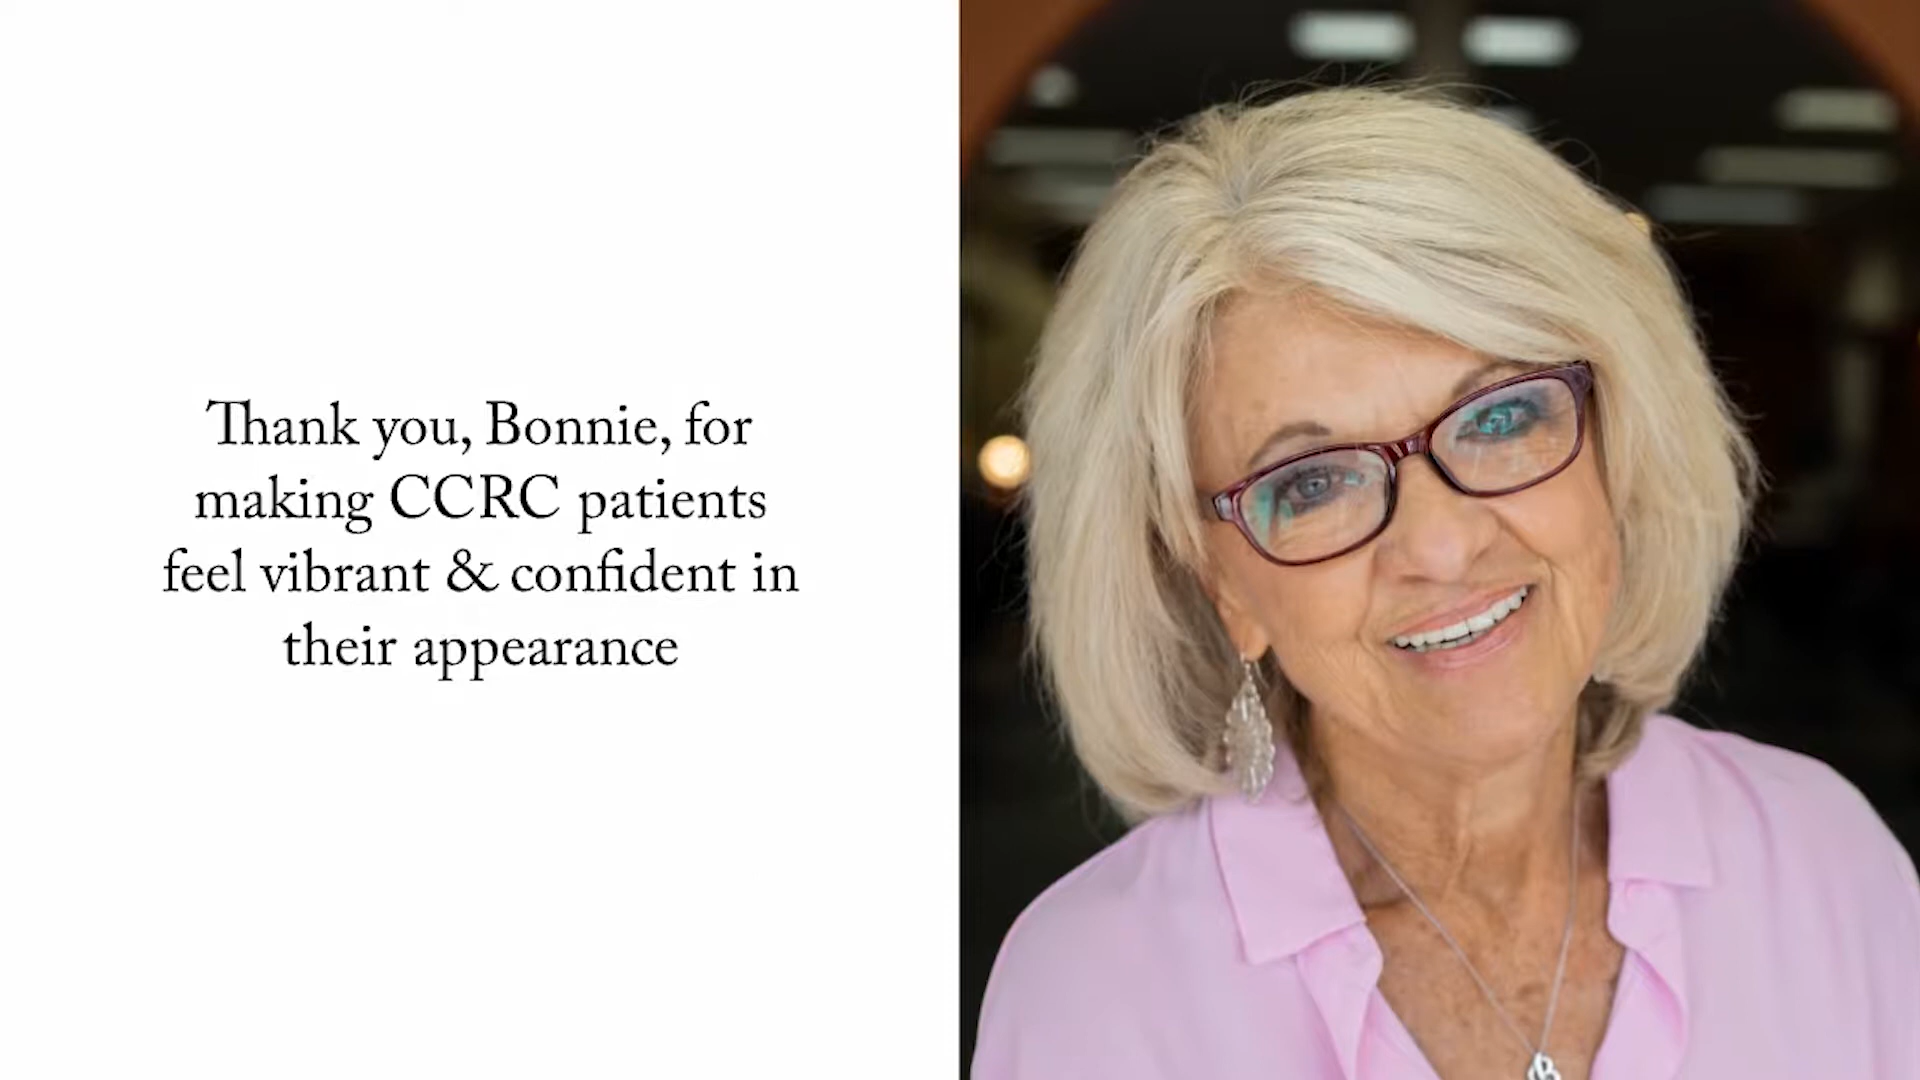 Thank you, Bonnie, for
making CCRC patients
feel vibrant & confident in
their appearance
B